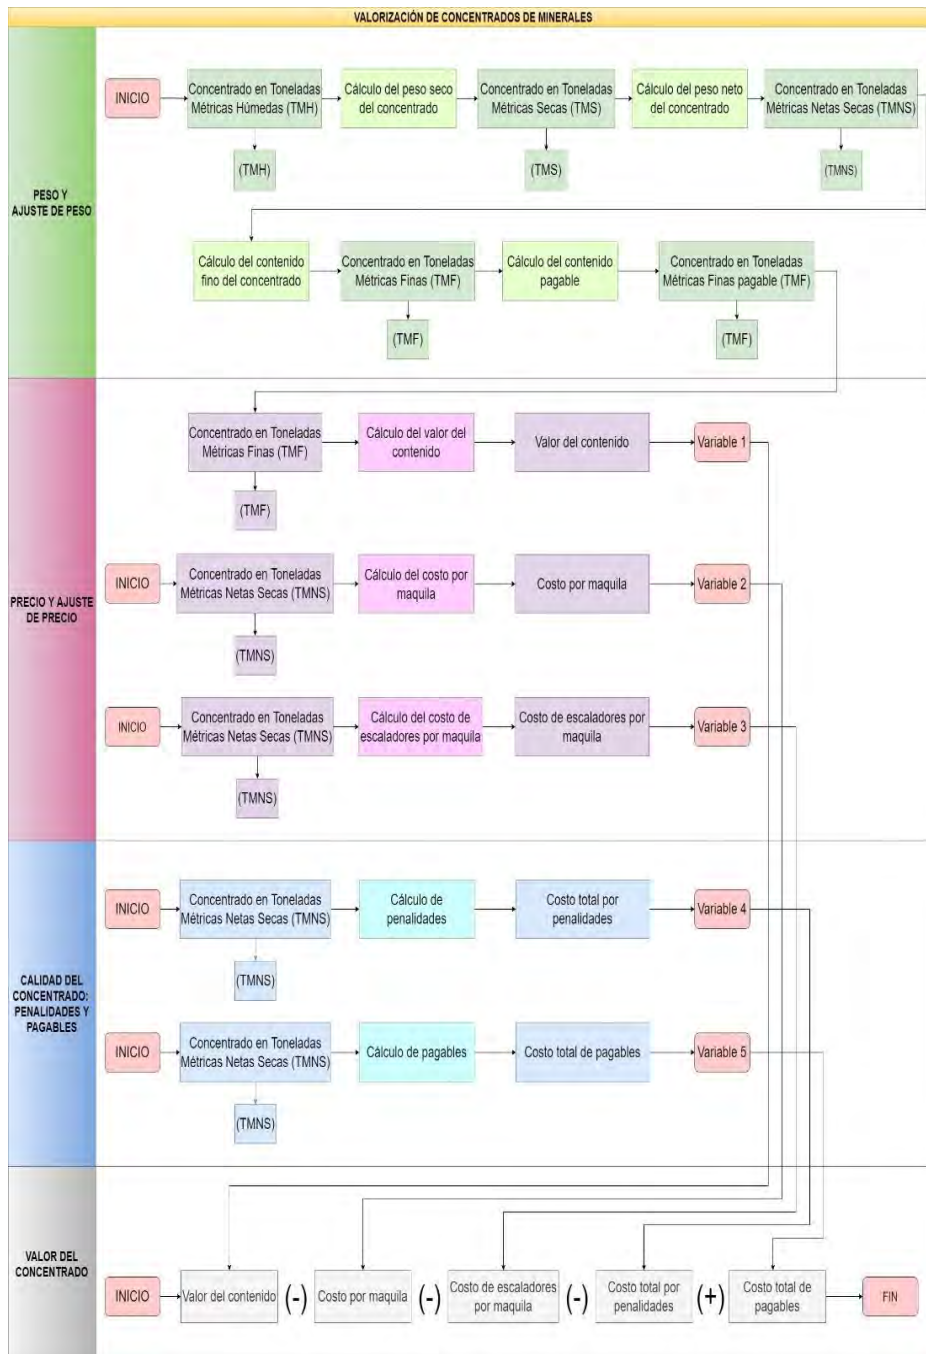 VALORIZACIÓN DE CONCENTRADOS DE MINERALES
PESO Y
AJUSTE DE PESO
INICIO
Concentrado en Toneladas
Métricas Húmedas (TMH)
Cálculo del peso seco
del concentrado
Concentrado en Toneladas
Métricas Secas (TMS)
Cálculo del peso neto
del concentrado
Concentrado en Toneladas
Métricas Netas Secas (TMNS)
(TMH)
(TMS)
(TMNS)
Cálculo del contenido
fino del concentrado
Concentrado en Toneladas
Métricas Finas (TMF)
Cálculo del contenido
pagable
Concentrado en Toneladas
Métricas Finas pagable (TMF)
(TMF)
(TMF)
PRECIO Y AJUSTE
DE PRECIO
Concentrado en Toneladas
Métricas Finas (TMF)
Cálculo del valor del
contenido
Valor del contenido
Variable 1
(TMF)
INICIO
Concentrado en Toneladas
Métricas Netas Secas (TMNS)
Cálculo del costo por
maquila
Costo por maquila
Variable 2
(TMNS)
INICIO
Concentrado en Toneladas
Métricas Netas Secas (TMNS)
Cálculo del costo de
escaladores por maquila
Costo de escaladores por
maquila
Variable 3
(TMNS)
CALIDAD DEL
CONCENTRADO:
PENALIDADES Y
PAGABLES
INICIO
Concentrado en Toneladas
Métricas Netas Secas (TMNS)
Cálculo de
penalidades
Costo total por
penalidades
Variable 4
(TMNS)
INICIO
Concentrado en Toneladas
Métricas Netas Secas (TMNS)
Cálculo de pagables
Costo total de pagables
Variable 5
(TMNS)
VALOR DEL
CONCENTRADO
INICIO
Valor del contenido
(-)
Costo por maquila
(-)
Costo de escaladores
por maquila
(-)
Costo total por
penalidades
(+)
Costo total de
pagables
FIN